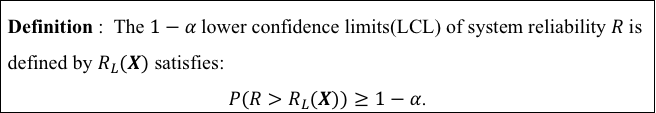 Definition : The 1 − α lower confidence limits(LCL) of system reliability R is
defined by R_L(X) satisfies:
P(R > R_L(X)) ≥ 1 − α.